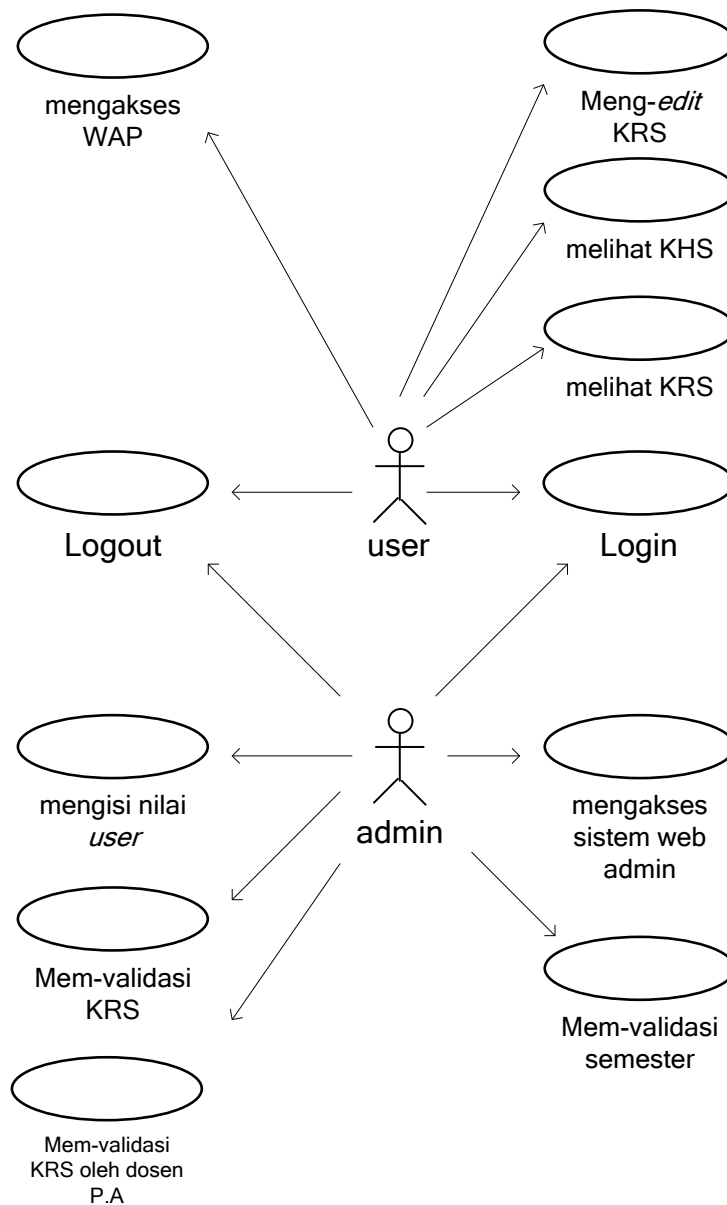 mengakses
WAP
Meng-edit
KRS
melihat KHS
melihat KRS
Logout
user
Login
mengisi nilai
user
admin
mengakses
sistem web
admin
Mem-validasi
KRS
Mem-validasi
semester
Mem-validasi
KRS oleh dosen
P.A